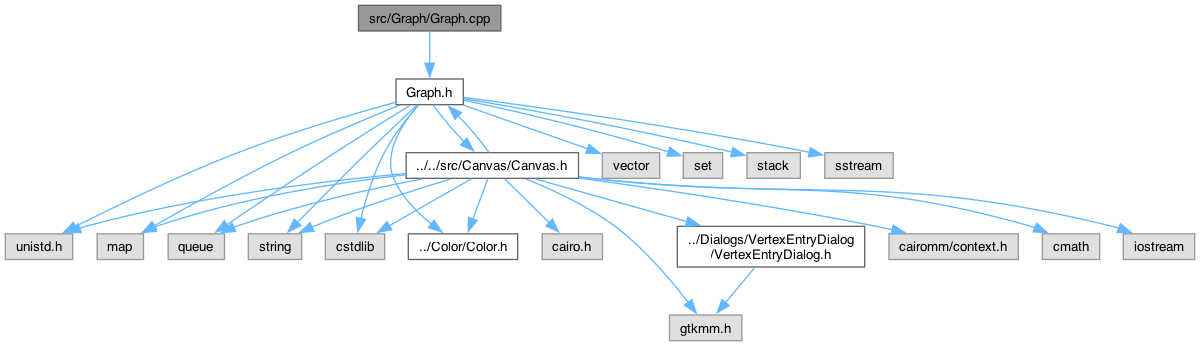 src/Graph/Graph.cpp
Graph.h
../../src/Canvas/Canvas.h
vector
set
stack
sstream
unistd.h
map
queue
string
cstdlib
../Color/Color.h
cairo.h
../Dialogs/VertexEntryDialog
/VertexEntryDialog.h
cairomm/context.h
cmath
iostream
gtkmm.h